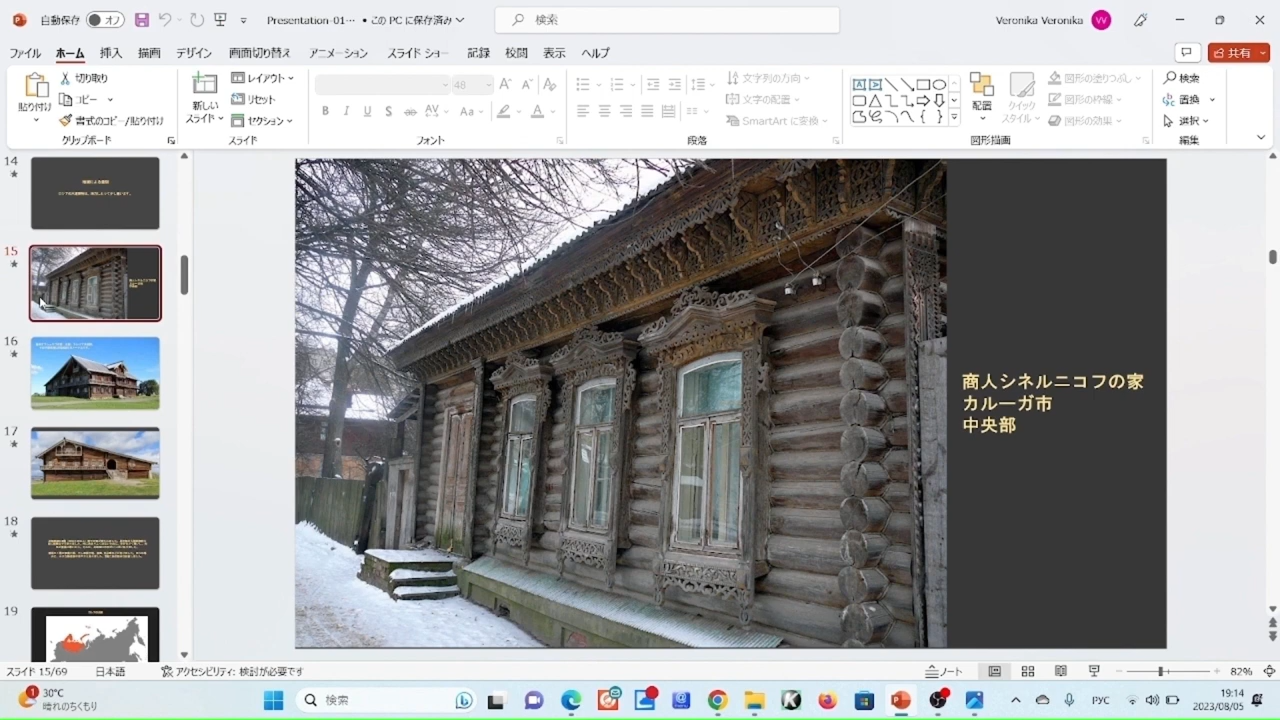 自動保存 オフ Presentation-01… • この PC に保存済み 検索 Veronika Veronika VV
ファイル ホーム 挿入 描画 デザイン 画面切り替え アニメーション スライド ショー 記録 校閲 表示 ヘルプ 共有
貼り付け 切り取り コピー 書式のコピー/貼り付け クリップボード
新しい スライド レイアウト リセット セクション スライド
48 A A A B I U S ab AV Aa A フォント
文字列の方向 文字の配置 SmartArt に変換 段落
配置 クイック スタイル 図形の塗りつぶし 図形の枠線 図形の効果 図形描画
検索 置換 選択 編集
14
15
16
17
18
19
商人シネルニコフの家
カルーガ市
中央部
スライド 15/69 日本語 アクセシビリティ: 検討が必要です ノート 82%
1 30°C
晴れのちくもり
検索
РУС
19:14
2023/08/05